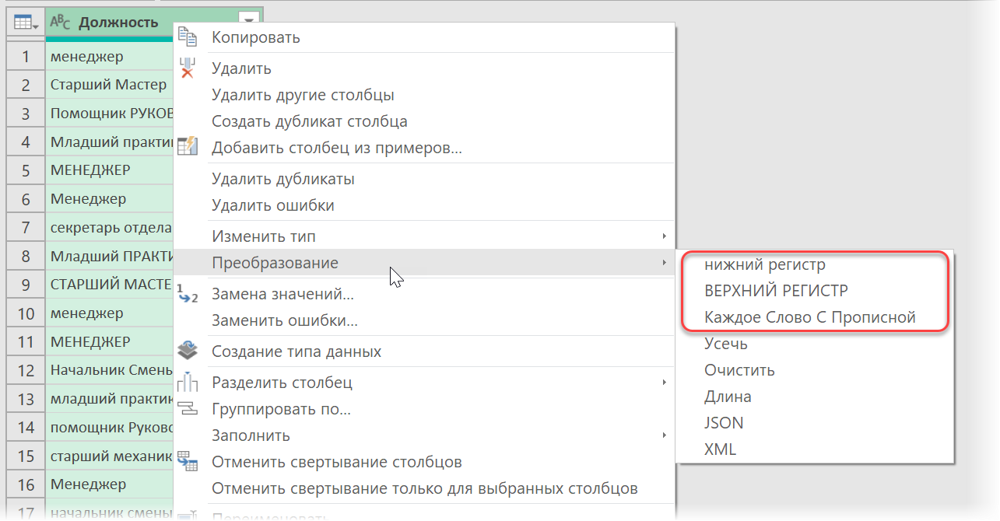 ABC Должность
1 менеджер
2 Старший Мастер
3 Помощник РУКОВ
4 Младший практи
5 МЕНЕДЖЕР
6 Менеджер
7 секретарь отдела
8 Младший ПРАКТИ
9 СТАРШИЙ МАСТЕ
10 менеджер
11 МЕНЕДЖЕР
12 Начальник Смены
13 младший практик
14 помощник Руково
15 старший механик
16 Менеджер
17 начальник смены
Копировать
Удалить
Удалить другие столбцы
Создать дубликат столбца
Добавить столбец из примеров...
Удалить дубликаты
Удалить ошибки
Изменить тип
Преобразование
1 2 Замена значений...
Заменить ошибки...
Создание типа данных
Разделить столбец
Группировать по...
Заполнить
Отменить свертывание столбцов
Отменить свертывание только для выбранных столбцов
Переименовать
нижний регистр
ВЕРХНИЙ РЕГИСТР
Каждое Слово С Прописной
Усечь
Очистить
Длина
JSON
XML